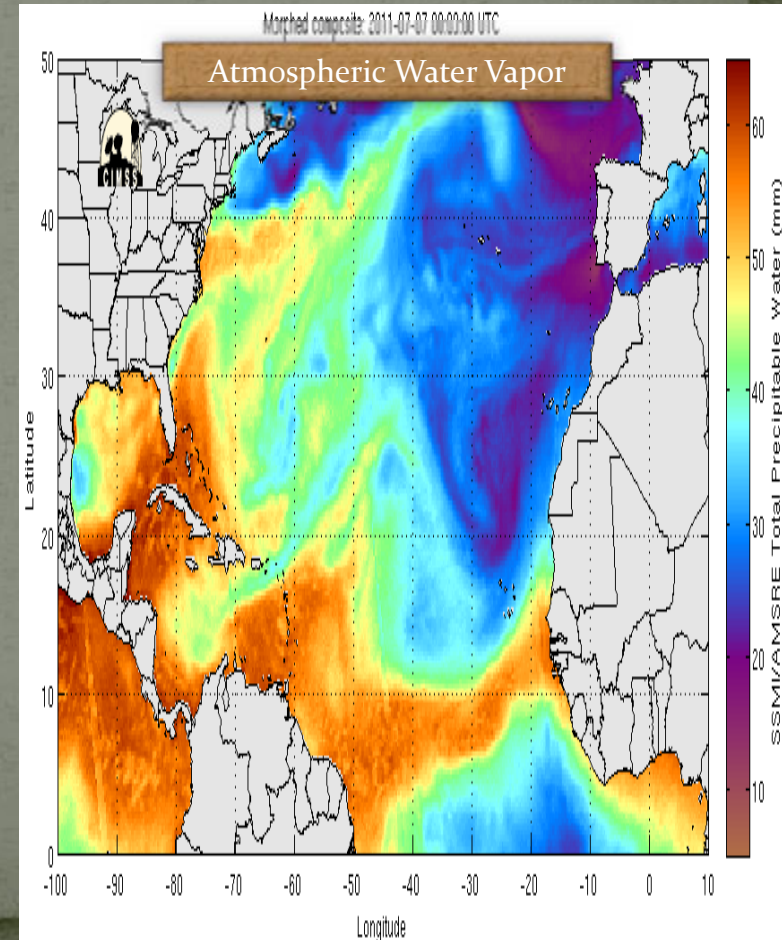 Morphed composite: 2011-07-07 00:00:00 UTC
Atmospheric Water Vapor
CIMSS
50
40
30
20
10
0
Latitude
-100 -90 -80 -70 -60 -50 -40 -30 -20 -10 0 10
Longitude
60
50
40
30
20
10
SSMI/AMSRE Total Precipitable Water (mm)